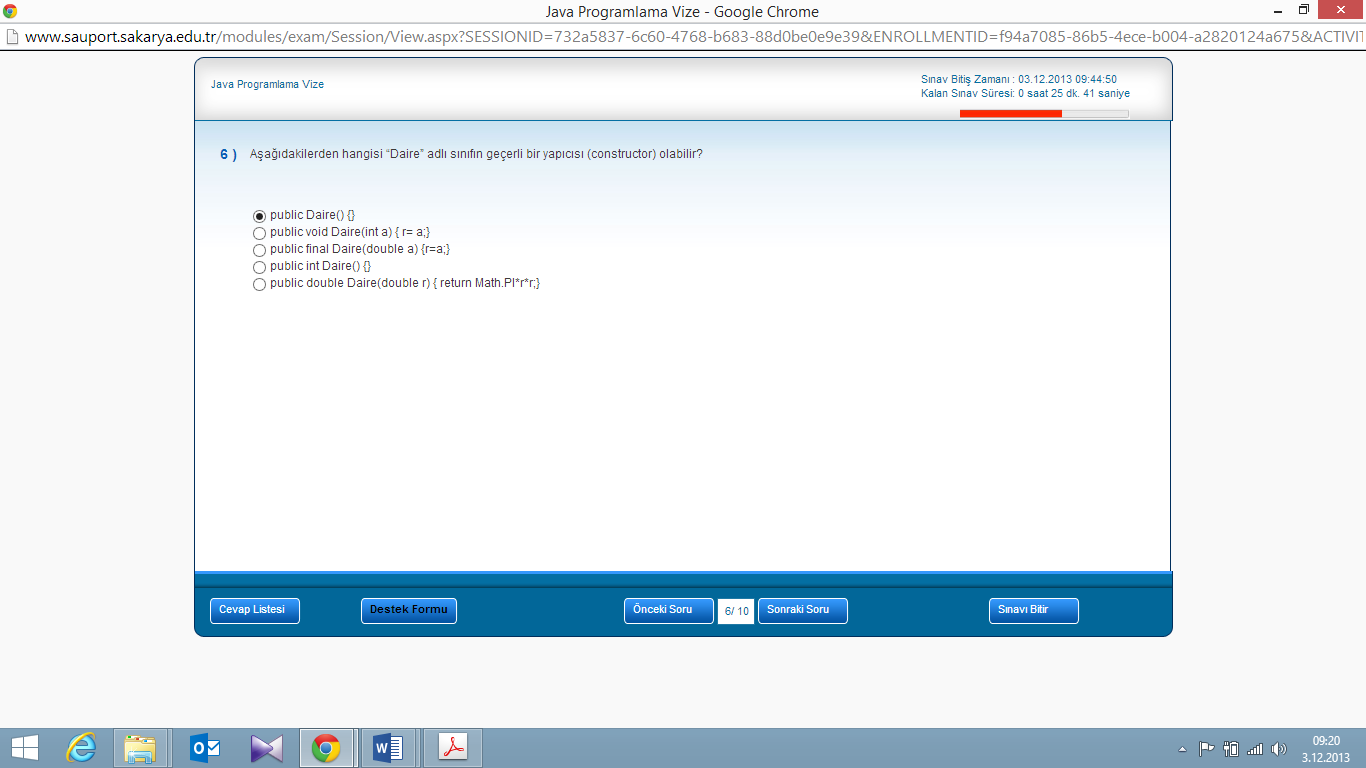 Java Programlama Vize - Google Chrome
www.sauport.sakarya.edu.tr/modules/exam/Session/View.aspx?SESSIONID=732a5837-6c60-4768-b683-88d0be0e9e39&ENROLLMENTID=f94a7085-86b5-4ece-b004-a2820124a675&ACTIVIT
Java Programlama Vize
Sınav Bitiş Zamanı : 03.12.2013 09:44:50
Kalan Sınav Süresi: 0 saat 25 dk. 41 saniye
6 ) Aşağıdakilerden hangisi “Daire” adlı sınıfın geçerli bir yapıcısı (constructor) olabilir?
public Daire() {}
public void Daire(int a) { r= a;}
public final Daire(double a) {r=a;}
public int Daire() {}
public double Daire(double r) { return Math.PI*r*r;}
Cevap Listesi Destek Formu Önceki Soru 6/ 10 Sonraki Soru Sınavı Bitir
09:20
3.12.2013